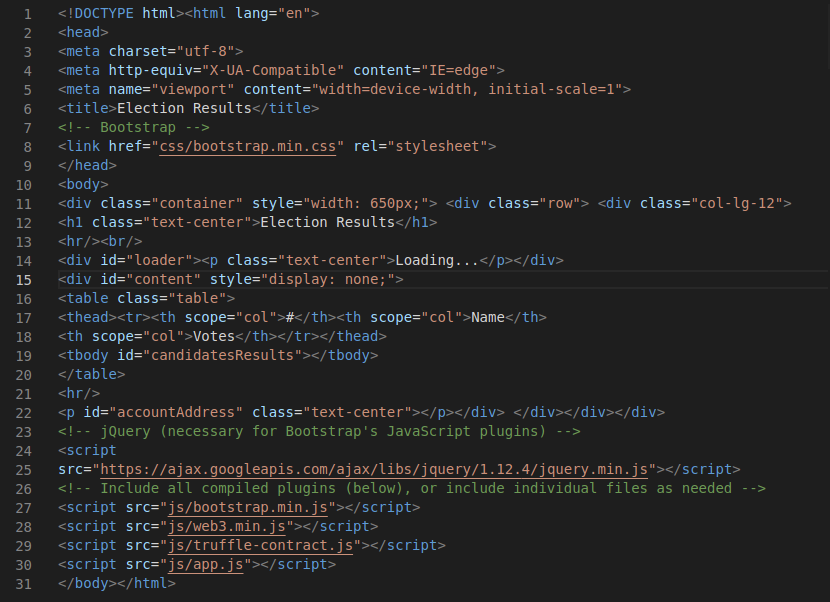 1 <!DOCTYPE html><html lang="en">
2 <head>
3 <meta charset="utf-8">
4 <meta http-equiv="X-UA-Compatible" content="IE=edge">
5 <meta name="viewport" content="width=device-width, initial-scale=1">
6 <title>Election Results</title>
7 <!-- Bootstrap -->
8 <link href="css/bootstrap.min.css" rel="stylesheet">
9 </head>
10 <body>
11 <div class="container" style="width: 650px;"> <div class="row"> <div class="col-lg-12">
12 <h1 class="text-center">Election Results</h1>
13 <hr/><br/>
14 <div id="loader"><p class="text-center">Loading...</p></div>
15 <div id="content" style="display: none;">
16 <table class="table">
17 <thead><tr><th scope="col">#</th><th scope="col">Name</th>
18 <th scope="col">Votes</th></tr></thead>
19 <tbody id="candidatesResults"></tbody>
20 </table>
21 <hr/>
22 <p id="accountAddress" class="text-center"></p></div> </div></div></div>
23 <!-- jQuery (necessary for Bootstrap's JavaScript plugins) -->
24 <script
25 src="https://ajax.googleapis.com/ajax/libs/jquery/1.12.4/jquery.min.js"></script>
26 <!-- Include all compiled plugins (below), or include individual files as needed -->
27 <script src="js/bootstrap.min.js"></script>
28 <script src="js/web3.min.js"></script>
29 <script src="js/truffle-contract.js"></script>
30 <script src="js/app.js"></script>
31 </body></html>